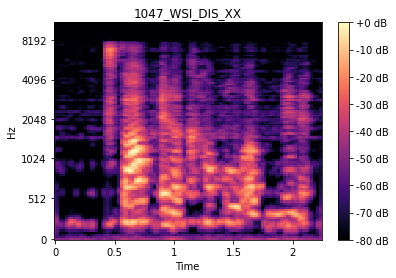 1047_WSI_DIS_XX
+0 dB
8192
-10 dB
4096
-20 dB
-30 dB
2048
Hz
-40 dB
1024
-50 dB
512
-60 dB
-70 dB
0
-80 dB
0
0.5
1
1.5
2
Time